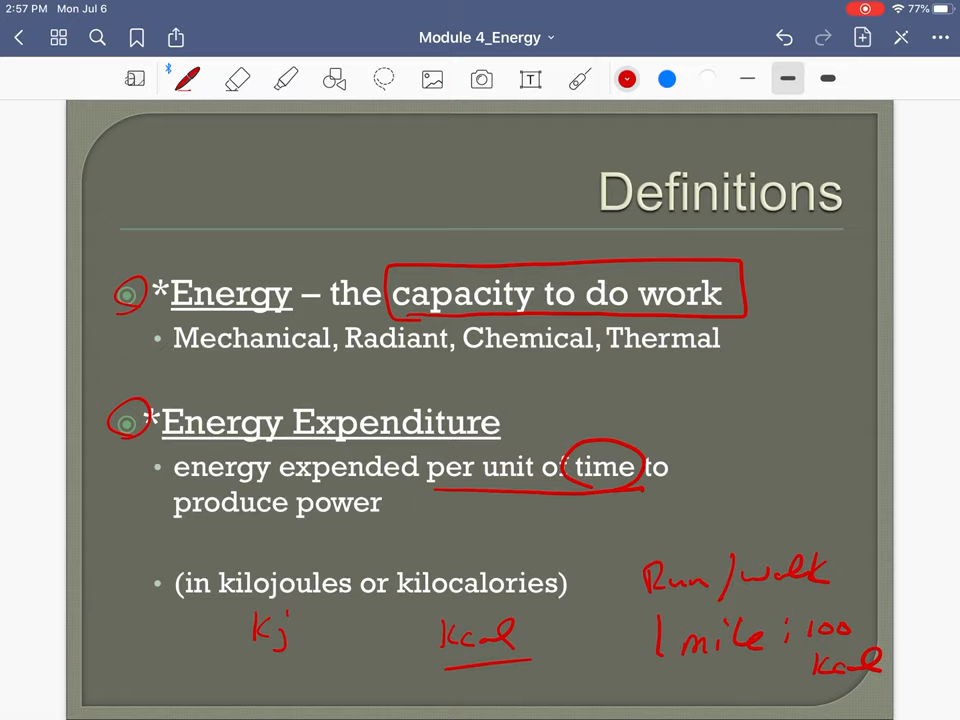 2:57 PM Mon Jul 6
77%
Module 4_Energy
Definitions
*Energy – the capacity to do work
Mechanical, Radiant, Chemical, Thermal
*Energy Expenditure
energy expended per unit of time to
produce power
(in kilojoules or kilocalories)
Kj
kcal
Run/walk
1 mile : 100
kcal